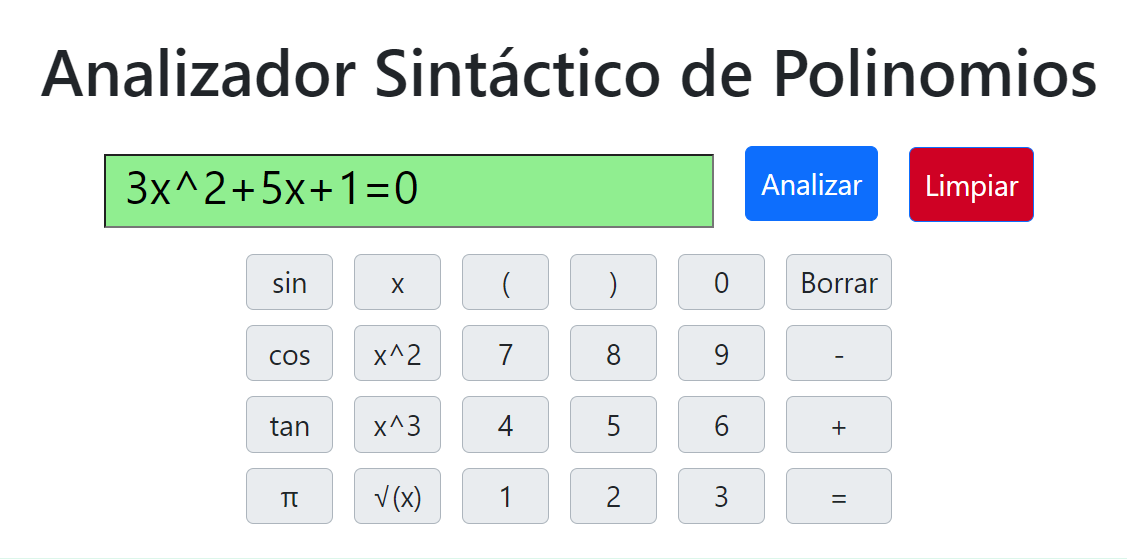 Analizador Sintáctico de Polinomios
3x^2+5x+1=0 Analizar Limpiar
sin x ( ) 0 Borrar
cos x^2 7 8 9 -
tan x^3 4 5 6 +
π √(x) 1 2 3 =